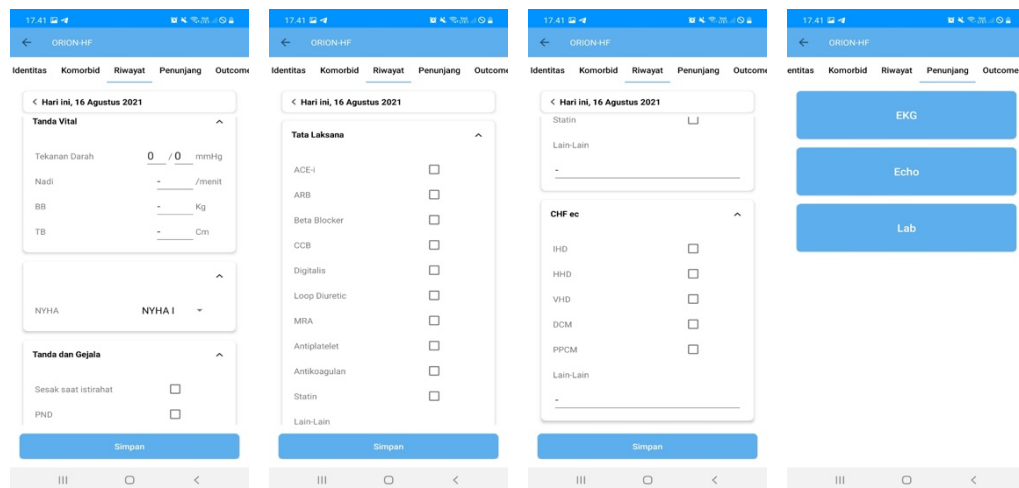 17.41
ORION-HF
Identitas Komorbid Riwayat Penunjang Outcome
< Hari ini, 16 Agustus 2021
Tanda Vital
Tekanan Darah 0 / 0 mmHg
Nadi - /menit
BB - Kg
TB - Cm
NYHA NYHA I
Tanda dan Gejala
Sesak saat istirahat
PND
Simpan
17.41
ORION-HF
Identitas Komorbid Riwayat Penunjang Outcome
< Hari ini, 16 Agustus 2021
Tata Laksana
ACE-i
ARB
Beta Blocker
CCB
Digitalis
Loop Diuretic
MRA
Antiplatelet
Antikoagulan
Statin
Lain-Lain
Simpan
17.41
ORION-HF
Identitas Komorbid Riwayat Penunjang Outcome
< Hari ini, 16 Agustus 2021
Statin
Lain-Lain
-
CHF ec
IHD
HHD
VHD
DCM
PPCM
Lain-Lain
-
Simpan
17.41
ORION-HF
entitas Komorbid Riwayat Penunjang Outcome
EKG
Echo
Lab